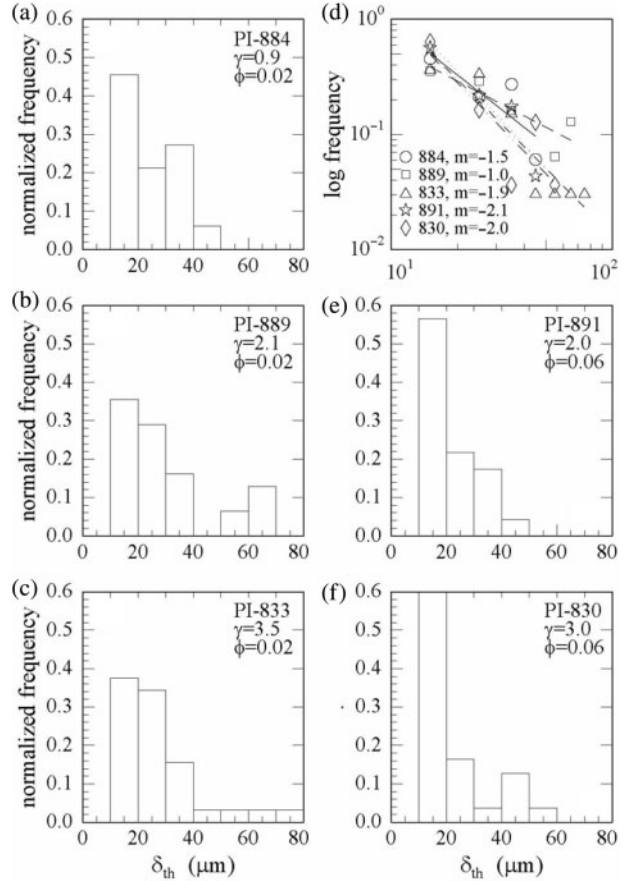 (a)
PI-884
γ=0.9
ϕ=0.02
normalized frequency
0.6
0.5
0.4
0.3
0.2
0.1
0.0
0 20 40 60 80
(d)
log frequency
10⁰
10⁻¹
10⁻²
884, m=−1.5
889, m=−1.0
833, m=−1.9
891, m=−2.1
830, m=−2.0
10¹ 10²
(b)
PI-889
γ=2.1
ϕ=0.02
normalized frequency
0.6
0.5
0.4
0.3
0.2
0.1
0.0
0 20 40 60 80
(e)
PI-891
γ=2.0
ϕ=0.06
0.6
0.5
0.4
0.3
0.2
0.1
0.0
0 20 40 60 80
(c)
PI-833
γ=3.5
ϕ=0.02
normalized frequency
0.6
0.5
0.4
0.3
0.2
0.1
0.0
0 20 40 60 80
δth (μm)
(f)
PI-830
γ=3.0
ϕ=0.06
0.6
0.5
0.4
0.3
0.2
0.1
0.0
0 20 40 60 80
δth (μm)